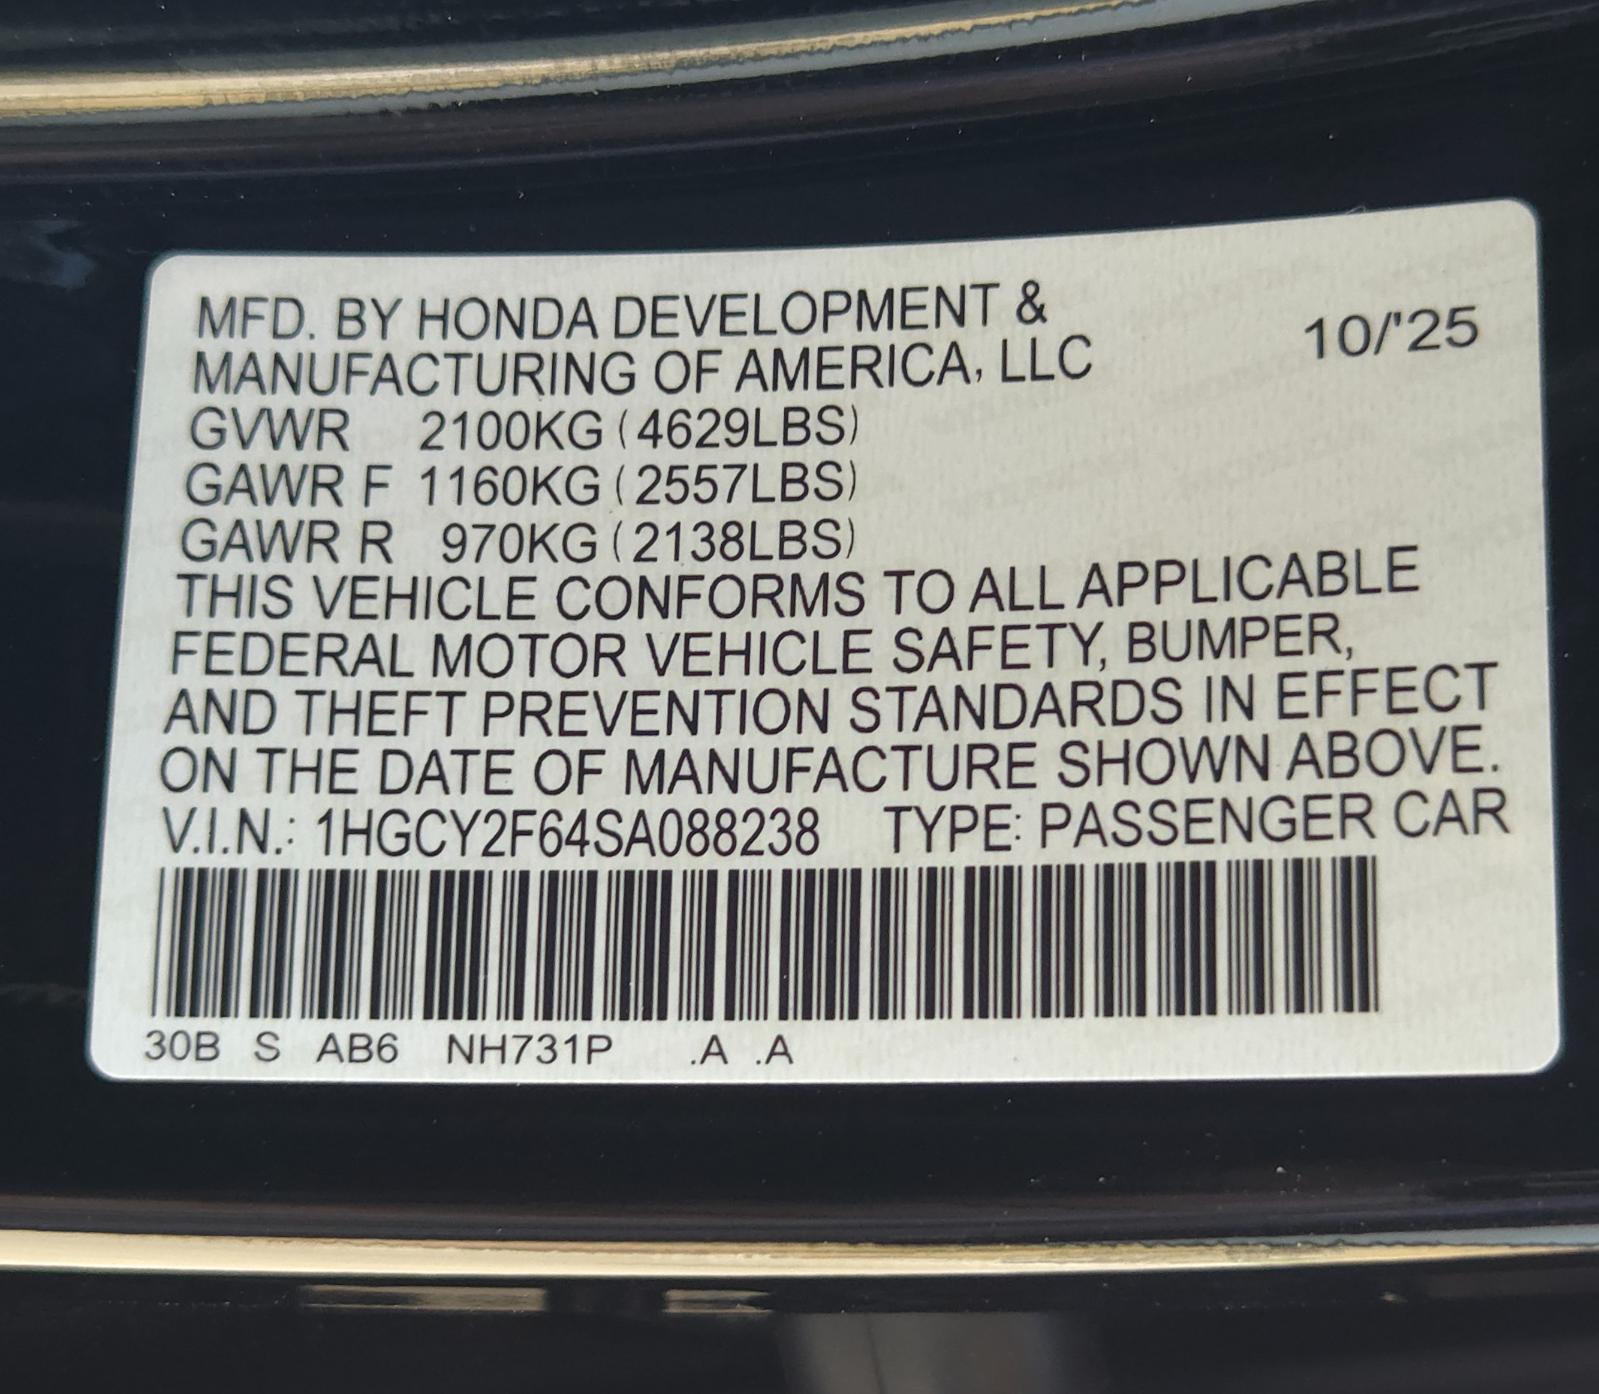 MFD. BY HONDA DEVELOPMENT &
MANUFACTURING OF AMERICA, LLC
10/'25
GVWR 2100KG (4629LBS)
GAWR F 1160KG (2557LBS)
GAWR R 970KG (2138LBS)
THIS VEHICLE CONFORMS TO ALL APPLICABLE
FEDERAL MOTOR VEHICLE SAFETY, BUMPER,
AND THEFT PREVENTION STANDARDS IN EFFECT
ON THE DATE OF MANUFACTURE SHOWN ABOVE.
V.I.N.: 1HGCY2F64SA088238 TYPE: PASSENGER CAR
30B S AB6 NH731P .A .A